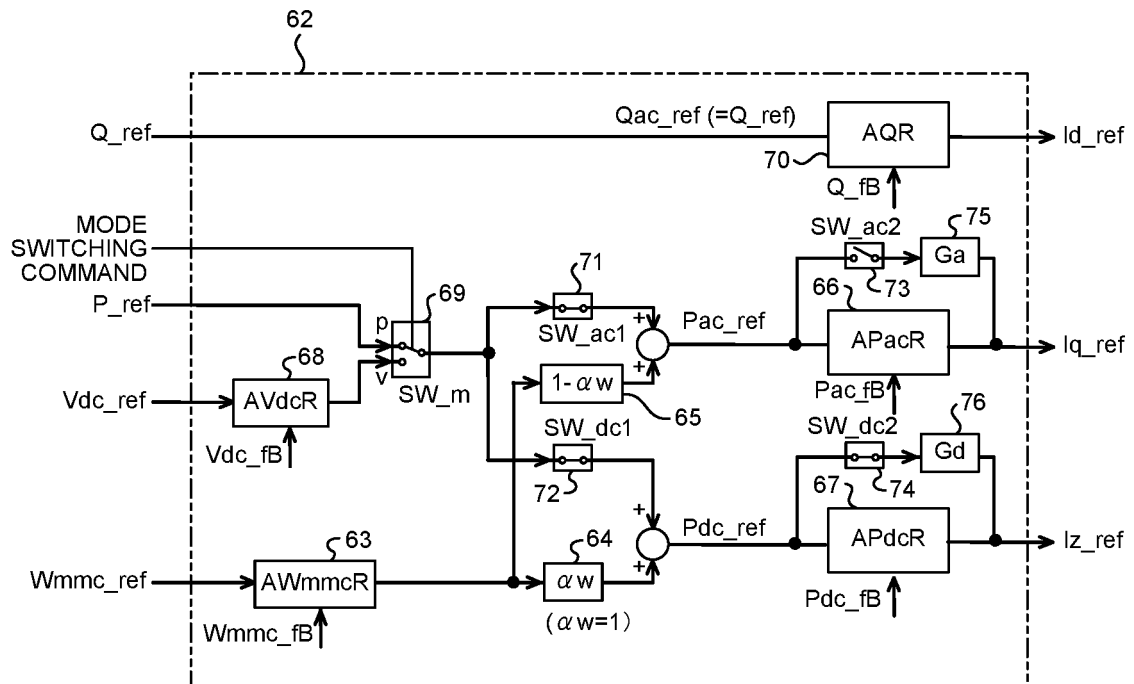 62
Q_ref
Qac_ref (=Q_ref)
AQR
70
Id_ref
Q_fB
MODE
SWITCHING
COMMAND
SW_ac2
75
Ga
73
71
SW_ac1
P_ref
69
p
v
SW_m
+
+
Pac_ref
66
APacR
Iq_ref
Pac_fB
68
Vdc_ref
AVdcR
Vdc_fB
1-αw
65
SW_dc1
72
SW_dc2
76
Gd
74
+
+
Pdc_ref
67
APdcR
Iz_ref
Pdc_fB
63
Wmmc_ref
AWmmcR
Wmmc_fB
64
αw
(αw=1)